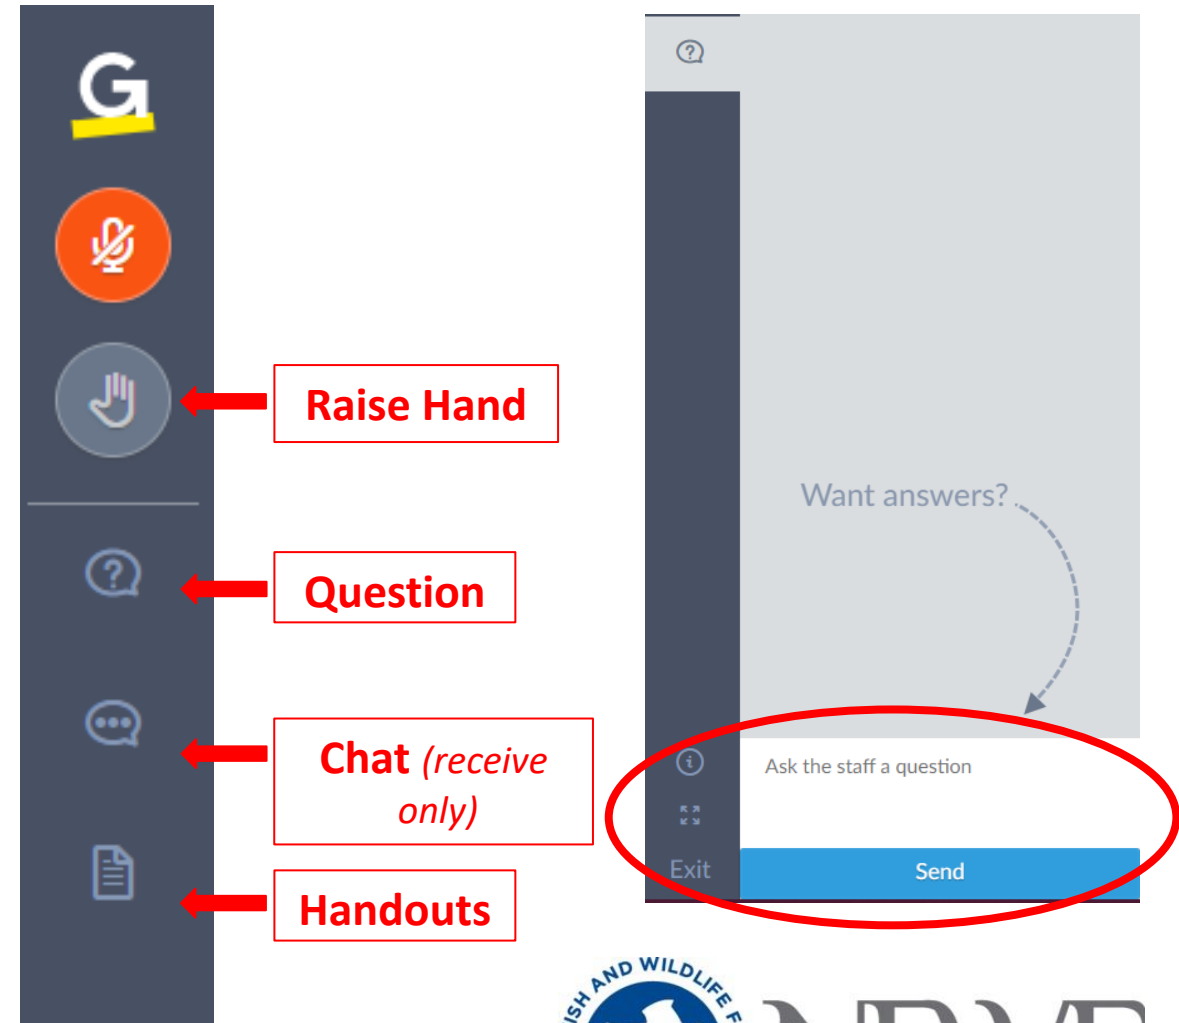 G
Raise Hand
Question
Chat (receive
only)
Handouts
Want answers?
Ask the staff a question
Exit
Send
AND WILDLIFE